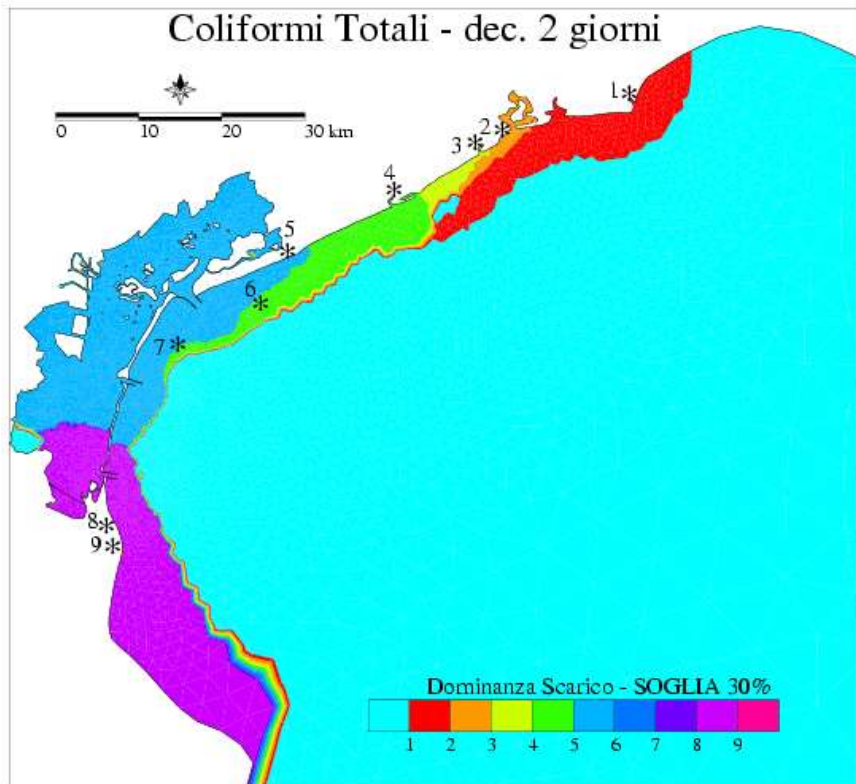 Coliformi Totali - dec. 2 giorni
0 10 20 30 km
1
2
3
4
5
6
7
8
9
Dominanza Scarico - SOGLIA 30%
1 2 3 4 5 6 7 8 9